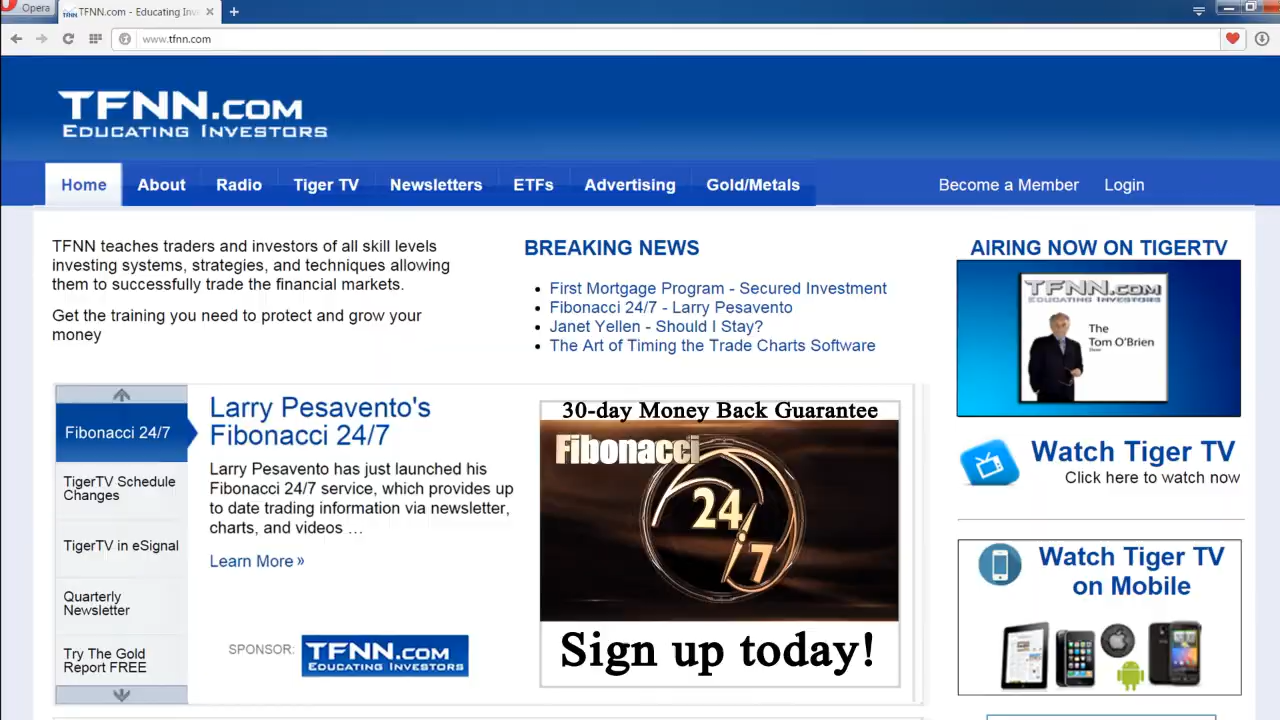 Opera
TFNN.com - Educating Inv
www.tfnn.com
TFNN.COM
EDUCATING INVESTORS
Home
About
Radio
Tiger TV
Newsletters
ETFs
Advertising
Gold/Metals
Become a Member
Login
TFNN teaches traders and investors of all skill levels
investing systems, strategies, and techniques allowing
them to successfully trade the financial markets.
Get the training you need to protect and grow your
money
BREAKING NEWS
First Mortgage Program - Secured Investment
Fibonacci 24/7 - Larry Pesavento
Janet Yellen - Should I Stay?
The Art of Timing the Trade Charts Software
AIRING NOW ON TIGERTV
TFNN.COM
EDUCATING INVESTORS
The
Tom O'Brien
Show
Watch Tiger TV
Click here to watch now
Watch Tiger TV
on Mobile
Fibonacci 24/7
TigerTV Schedule
Changes
TigerTV in eSignal
Quarterly
Newsletter
Try The Gold
Report FREE
Larry Pesavento's
Fibonacci 24/7
Larry Pesavento has just launched his
Fibonacci 24/7 service, which provides up
to date trading information via newsletter,
charts, and videos …
Learn More »
SPONSOR:
TFNN.COM
EDUCATING INVESTORS
30-day Money Back Guarantee
Fibonacci
24
7
Sign up today!